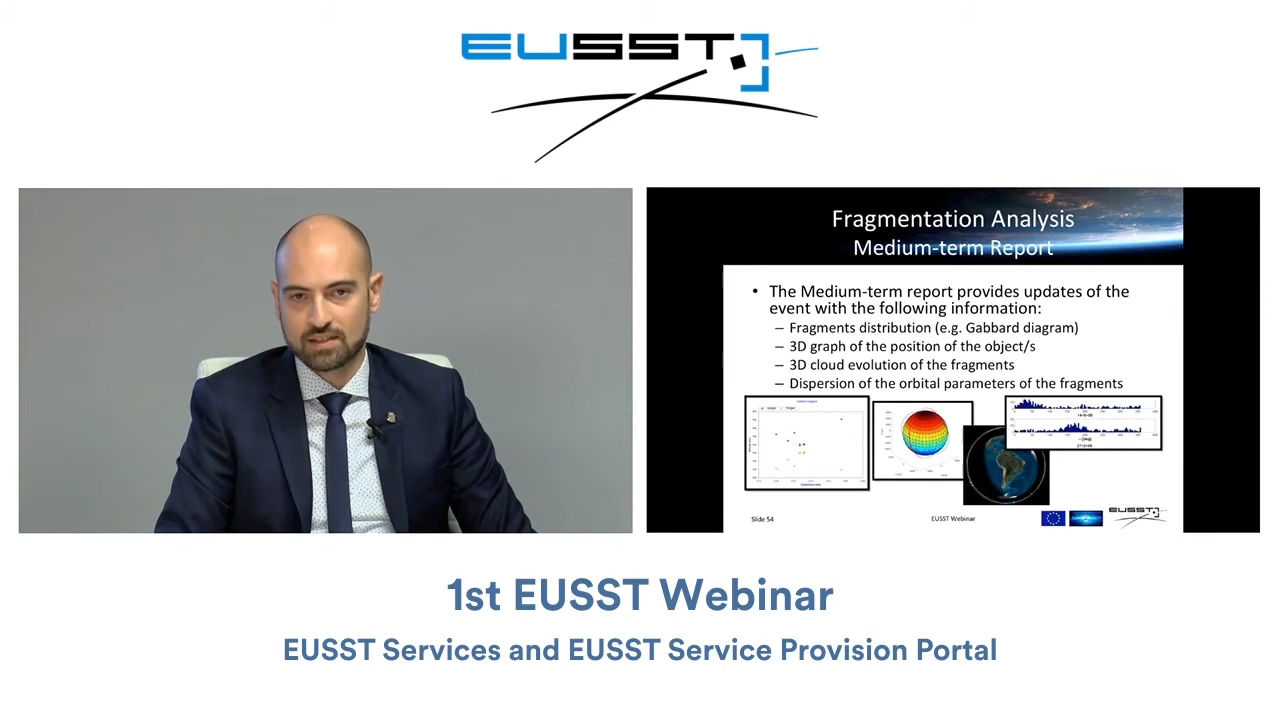 EUSST
Fragmentation Analysis
Medium-term Report
• The Medium-term report provides updates of the
event with the following information:
– Fragments distribution (e.g. Gabbard diagram)
– 3D graph of the position of the object/s
– 3D cloud evolution of the fragments
– Dispersion of the orbital parameters of the fragments
Slide 54
EUSST Webinar
EUSST
1st EUSST Webinar
EUSST Services and EUSST Service Provision Portal